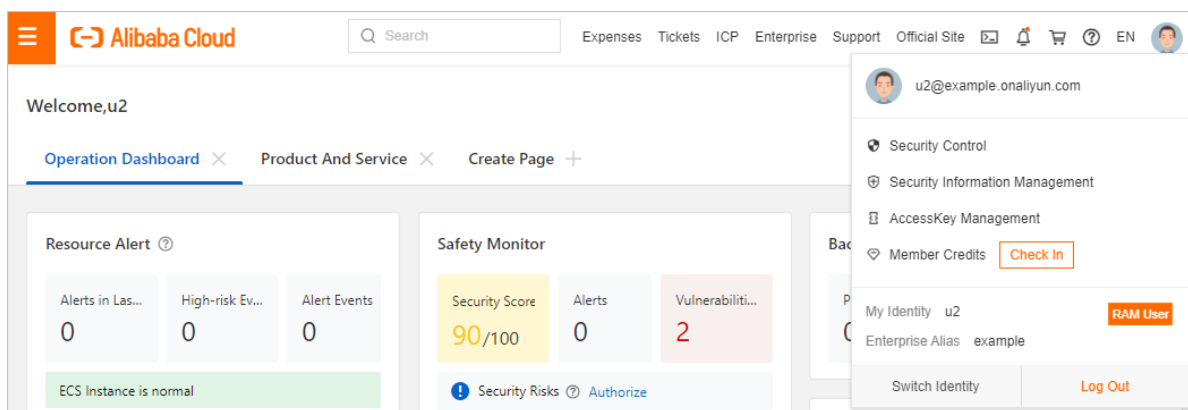 Alibaba Cloud
Search
Expenses Tickets ICP Enterprise Support Official Site EN
u2@example.onaliyun.com
Welcome,u2
Security Control
Operation Dashboard Product And Service Create Page
Security Information Management
AccessKey Management
Member Credits Check In
Resource Alert
Safety Monitor
Bac
Alerts in Las... High-risk Ev... Alert Events
0 0 0
Security Score Alerts Vulnerabiliti...
90/100 0 2
P
0
My Identity u2 RAM User
Enterprise Alias example
ECS Instance is normal
Security Risks Authorize
Switch Identity Log Out